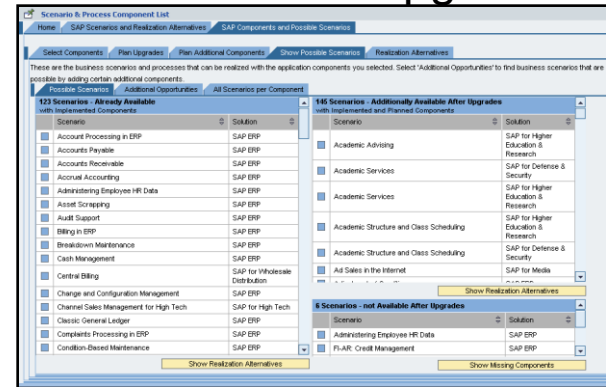 Scenario & Process Component List
Home
SAP Scenarios and Realization Alternatives
SAP Components and Possible Scenarios
Select Components
Plan Upgrades
Plan Additional Components
Show Possible Scenarios
Realization Alternatives
These are the business scenarios and processes that can be realized with the application components you selected. Select 'Additional Opportunities' to find business scenarios that are
possible by adding certain additional components.
Possible Scenarios
Additional Opportunities
All Scenarios per Component
123 Scenarios - Already Available
with Implemented Components
Scenario Solution
Account Processing in ERP SAP ERP
Accounts Payable SAP ERP
Accounts Receivable SAP ERP
Accrual Accounting SAP ERP
Administering Employee HR Data SAP ERP
Asset Scrapping SAP ERP
Audit Support SAP ERP
Billing in ERP SAP ERP
Breakdown Maintenance SAP ERP
Cash Management SAP ERP
Central Billing SAP for Wholesale
Distribution
Change and Configuration Management SAP ERP
Channel Sales Management for High Tech SAP for High Tech
Classic General Ledger SAP ERP
Complaints Processing in ERP SAP ERP
Condition-Based Maintenance SAP ERP
Show Realization Alternatives
145 Scenarios - Additionally Available After Upgrades
with Implemented and Planned Components
Scenario Solution
Academic Advising SAP for Higher
Education &
Research
Academic Services SAP for Defense &
Security
Academic Services SAP for Higher
Education &
Research
Academic Structure and Class Scheduling SAP for Higher
Education &
Research
Academic Structure and Class Scheduling SAP for Defense &
Security
Ad Sales in the Internet SAP for Media
Show Realization Alternatives
6 Scenarios - not Available After Upgrades
Scenario Solution
Administering Employee HR Data SAP ERP
FI-AR: Credit Management SAP ERP
Show Missing Components